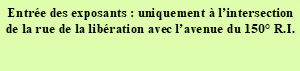 Entrée des exposants : uniquement à l'intersection
de la rue de la libération avec l'avenue du 150° R.I.